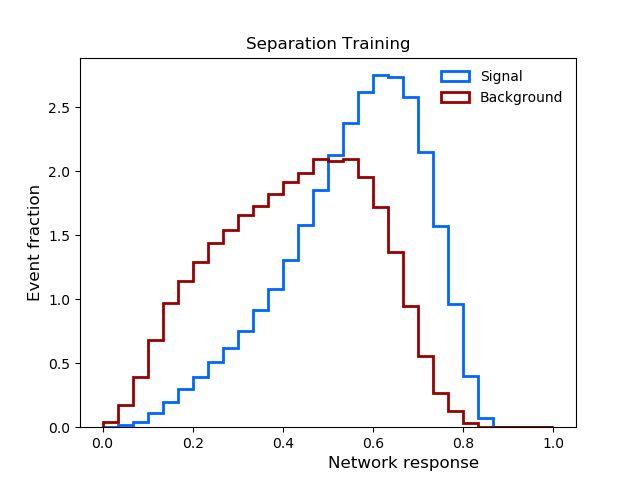 Separation Training
Signal
Background
Event fraction
2.5
2.0
1.5
1.0
0.5
0.0
0.0 0.2 0.4 0.6 0.8 1.0
Network response